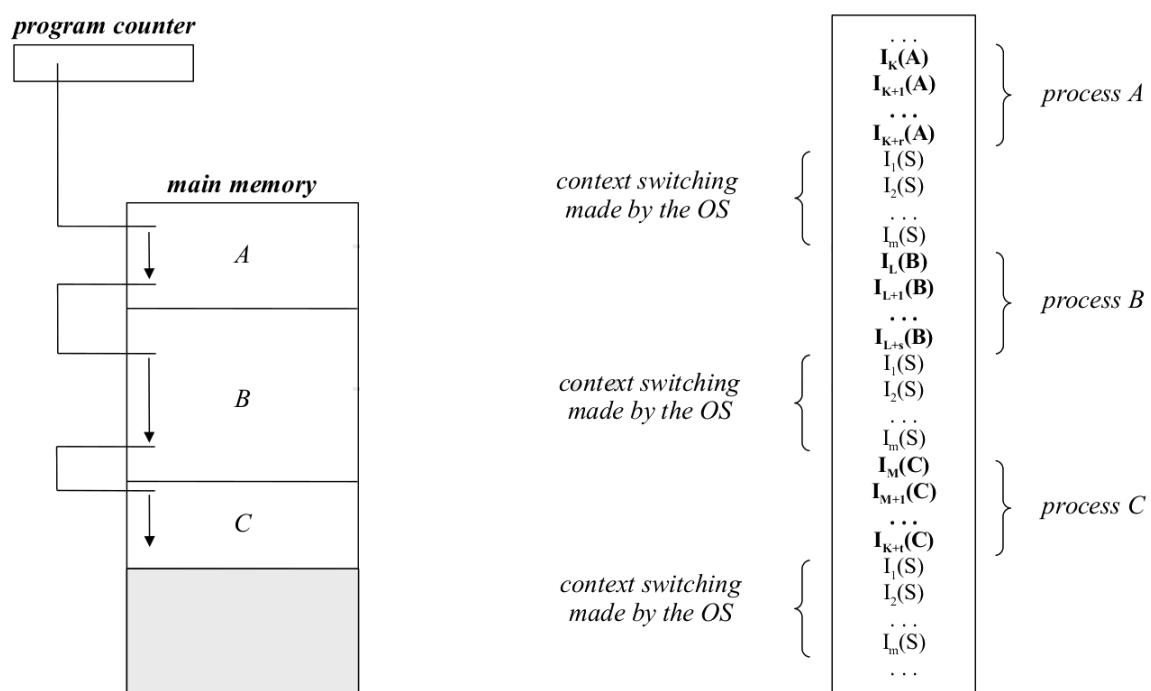 program counter
main memory
A
B
C
. . .
I_K(A)
I_K+1(A)
. . .
I_K+r(A)
I_1(S)
I_2(S)
. . .
I_m(S)
I_L(B)
I_L+1(B)
. . .
I_L+s(B)
I_1(S)
I_2(S)
. . .
I_m(S)
I_M(C)
I_M+1(C)
. . .
I_K+t(C)
I_1(S)
I_2(S)
. . .
I_m(S)
. . .
context switching
made by the OS
context switching
made by the OS
context switching
made by the OS
process A
process B
process C